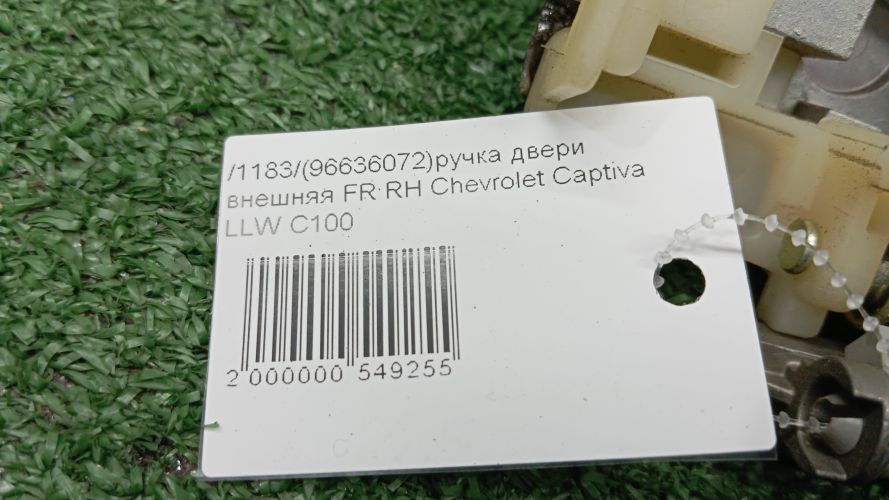 /1183/(96636072)ручка двери
внешняя FR RH Chevrolet Captiva
LLW C100
2 000000 549255